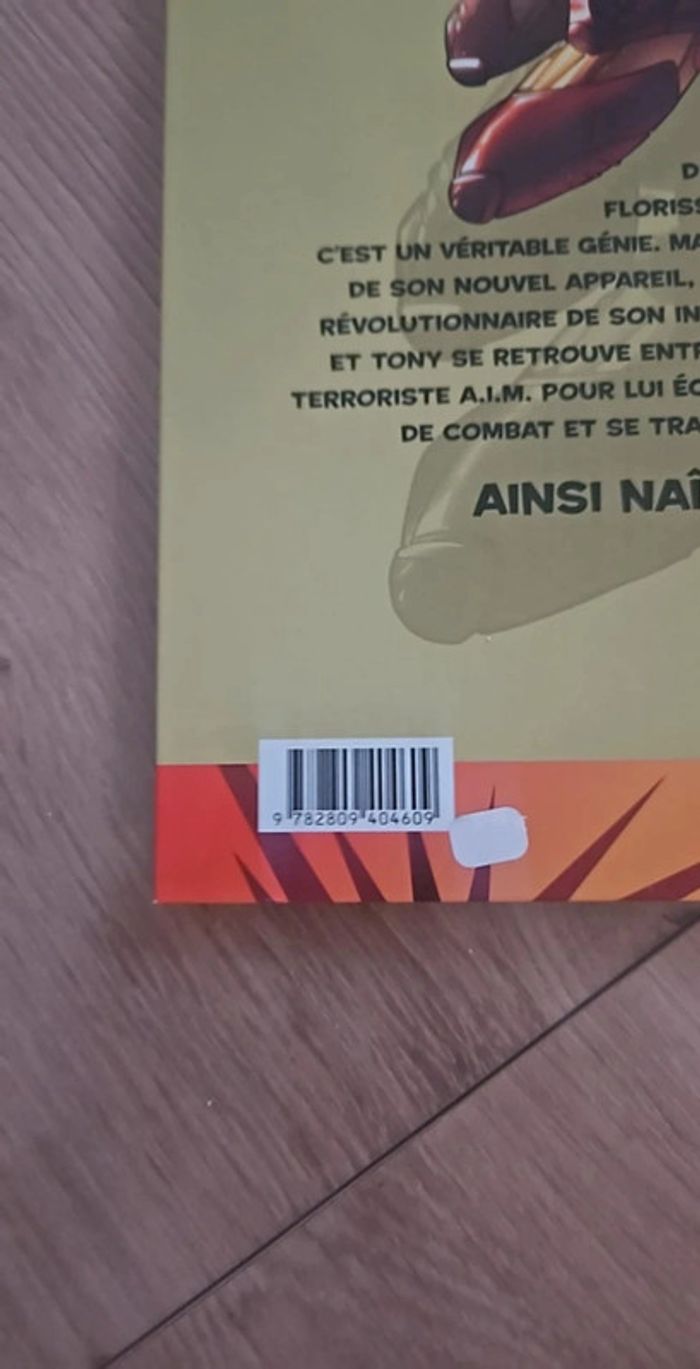 D
FLORISS
C'EST UN VÉRITABLE GÉNIE. MA
DE SON NOUVEL APPAREIL,
RÉVOLUTIONNAIRE DE SON IN
ET TONY SE RETROUVE ENTR
TERRORISTE A.I.M. POUR LUI ÉC
DE COMBAT ET SE TRA
AINSI NAÎ
9 782809 404609